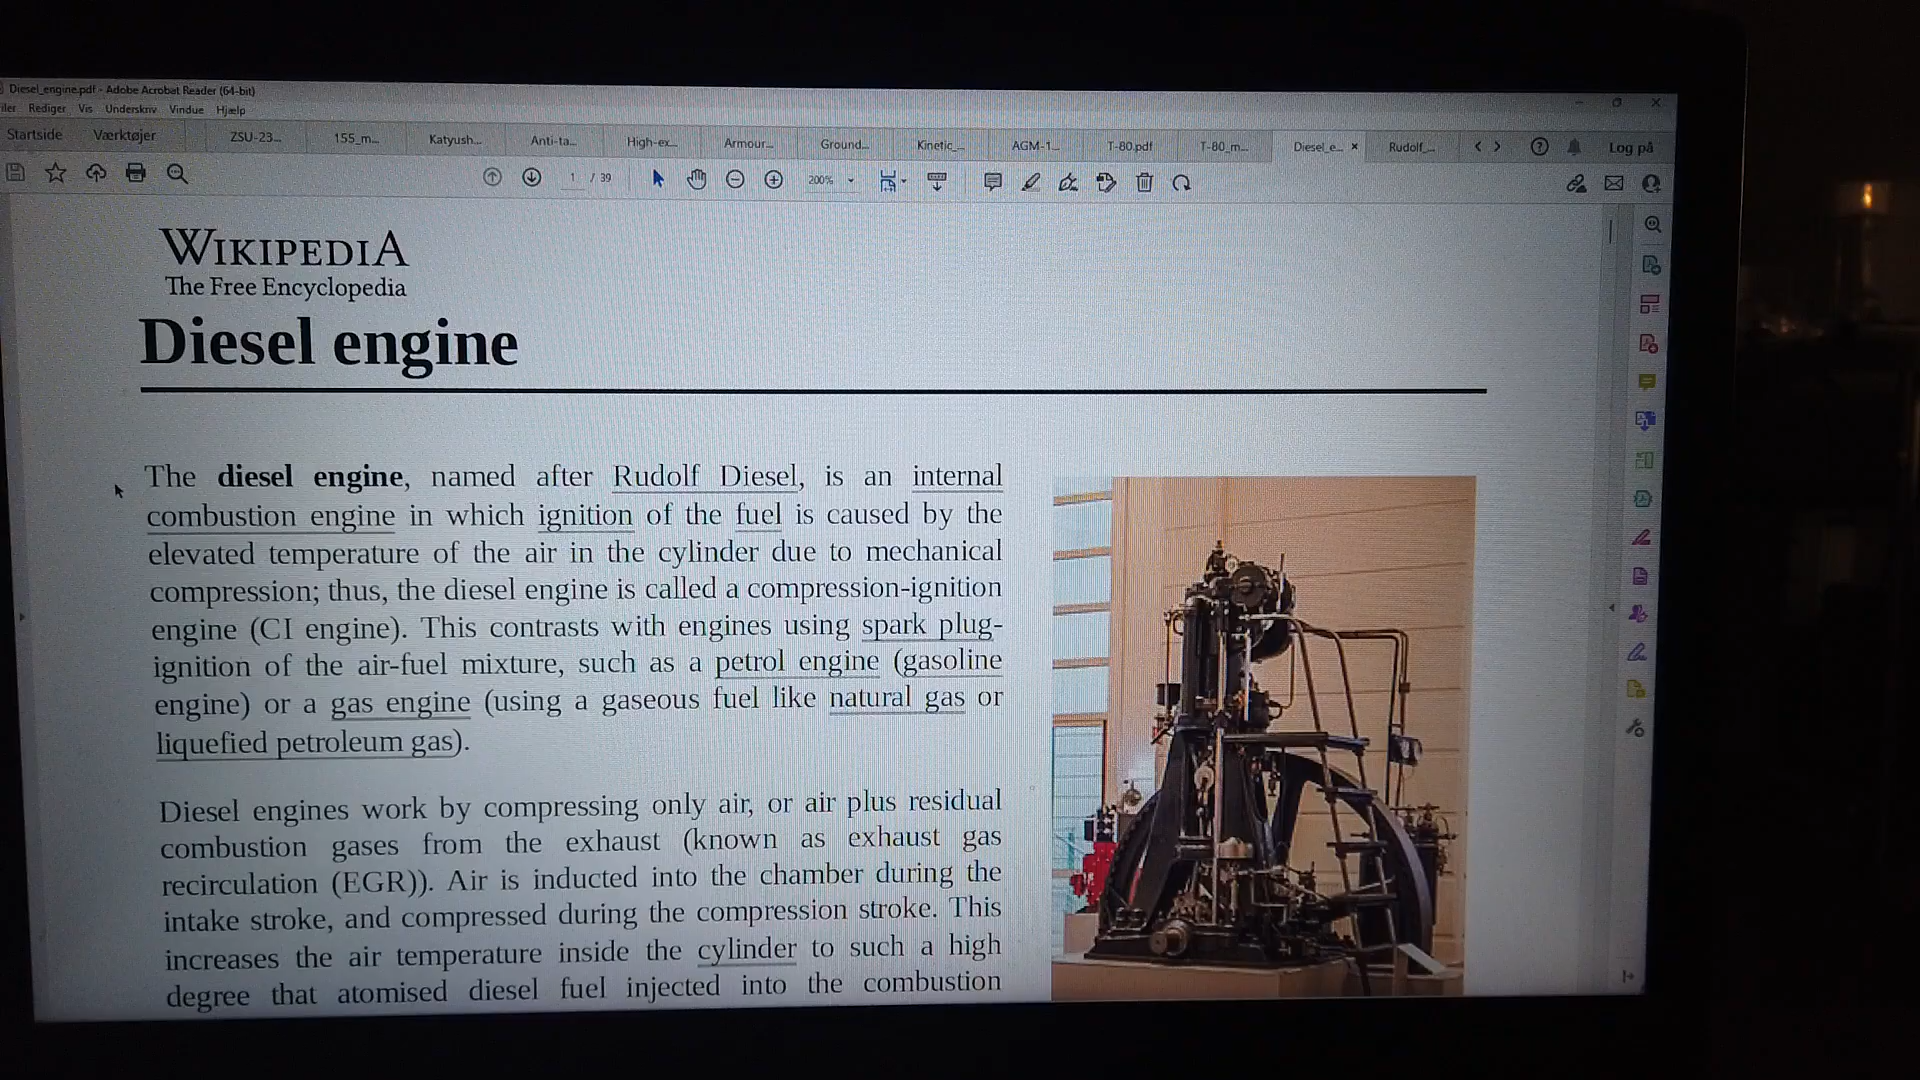 Diesel_engine.pdf - Adobe Acrobat Reader (64-bit)
Rediger Vis Underskriv Vindue Hjælp
Startside Værktøjer ZSU-23... 155_m... Katyush... Anti-ta... High-ex... Armour... Ground... Kinetic_... AGM-1... T-80.pdf T-80_m... Diesel_e... × Rudolf_... Log på
1 / 39 200%
WIKIPEDIA
The Free Encyclopedia
Diesel engine
The diesel engine, named after Rudolf Diesel, is an internal
combustion engine in which ignition of the fuel is caused by the
elevated temperature of the air in the cylinder due to mechanical
compression; thus, the diesel engine is called a compression-ignition
engine (CI engine). This contrasts with engines using spark plug-
ignition of the air-fuel mixture, such as a petrol engine (gasoline
engine) or a gas engine (using a gaseous fuel like natural gas or
liquefied petroleum gas).
Diesel engines work by compressing only air, or air plus residual
combustion gases from the exhaust (known as exhaust gas
recirculation (EGR)). Air is inducted into the chamber during the
intake stroke, and compressed during the compression stroke. This
increases the air temperature inside the cylinder to such a high
degree that atomised diesel fuel injected into the combustion